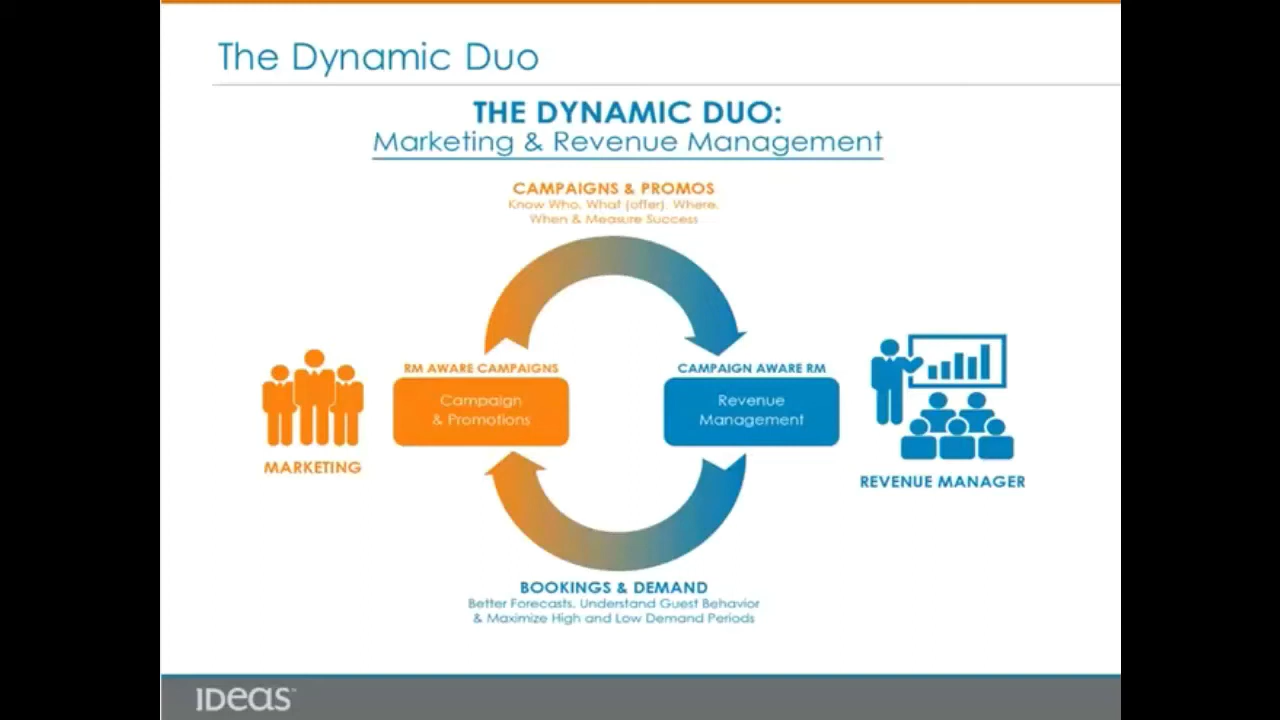 The Dynamic Duo
THE DYNAMIC DUO:
Marketing & Revenue Management
CAMPAIGNS & PROMOS
Know Who, What (offer), Where,
When & Measure Success
RM AWARE CAMPAIGNS
Campaign
& Promotions
CAMPAIGN AWARE RM
Revenue
Management
MARKETING
REVENUE MANAGER
BOOKINGS & DEMAND
Better Forecasts, Understand Guest Behavior
& Maximize High and Low Demand Periods
IDeaS™